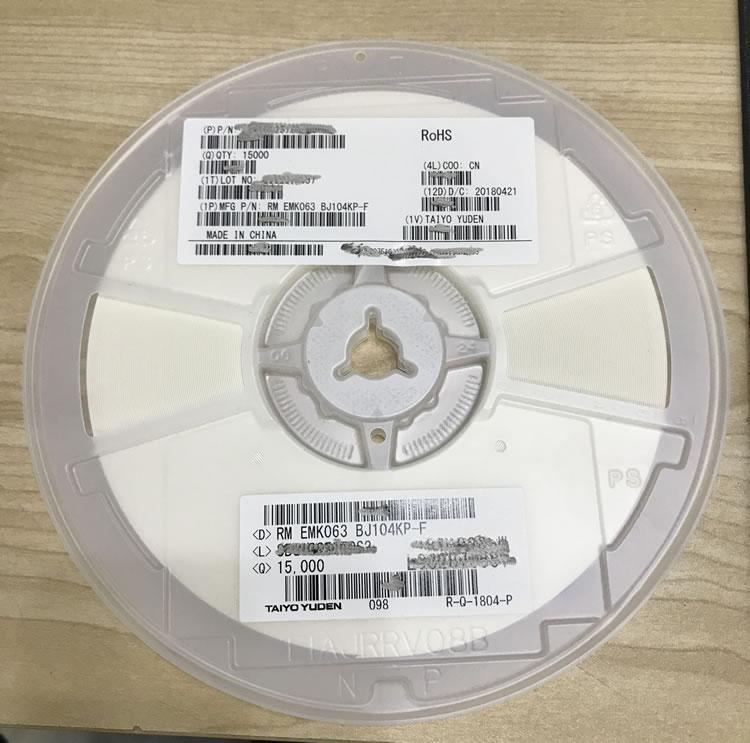 (P)P/N:
RoHS
(Q)QTY: 15000
(4L)COO: CN
(1T)LOT NO
(12D)D/C: 20180421
(1P)MFG P/N: RM EMK063 BJ104KP-F
(1V)TAIYO YUDEN
MADE IN CHINA
PS
PS
<D> RM EMK063 BJ104KP-F
<L>
<Q> 15,000
TAIYO YUDEN 098 R-Q-1804-P
11AJRRV08B
N P